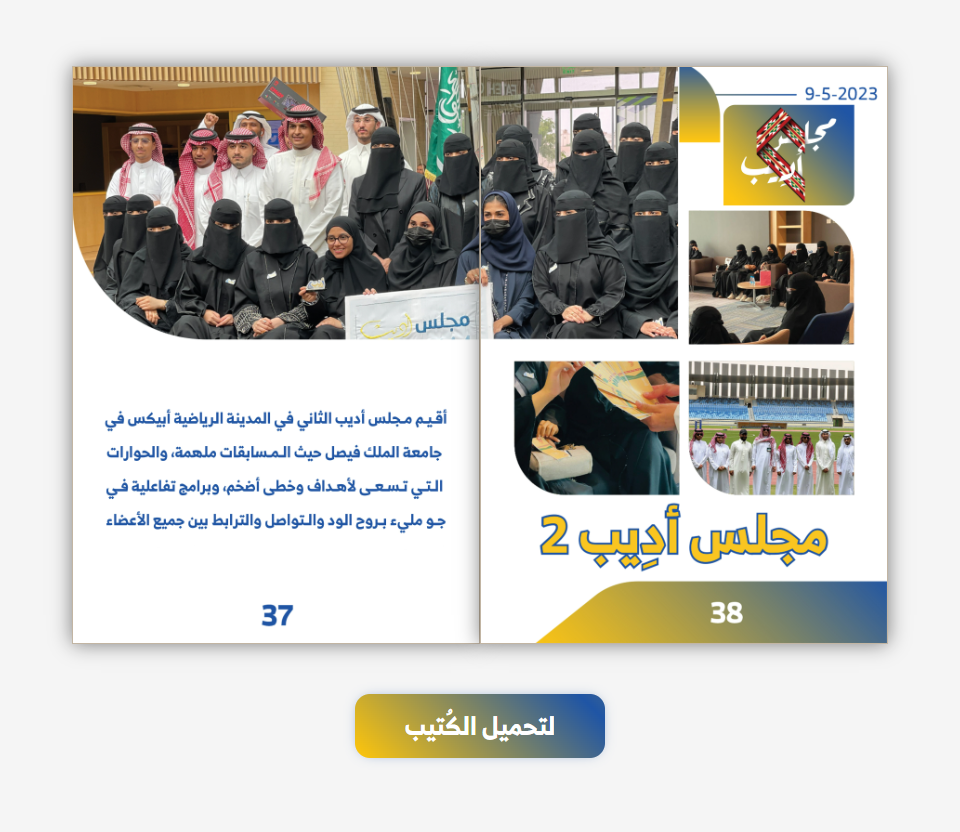 9-5-2023
مجلس
أديب
مجلس أدِيب 2
38
مجلس
أقيم مجلس أديب الثاني في المدينة الرياضية أبيكس في
جامعة الملك فيصل حيث المسابقات ملهمة، والحوارات
التي تسعى لأهداف وخطى أضخم، وبرامج تفاعلية في
جو مليء بروح الود والتواصل والترابط بين جميع الأعضاء
37
لتحميل الكُتيب